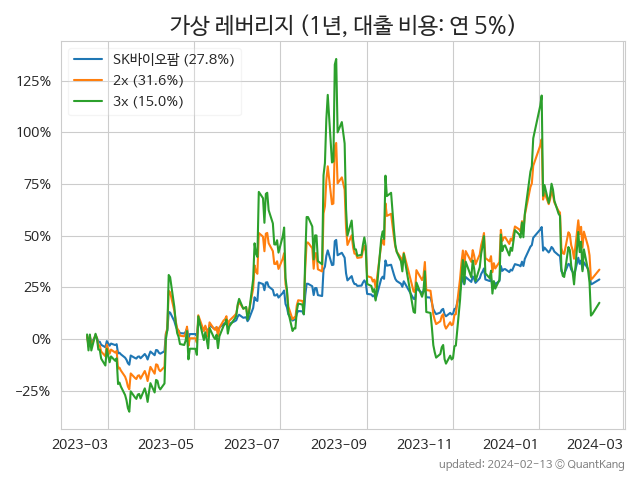 가상 레버리지 (1년, 대출 비용: 연 5%)
SK바이오팜 (27.8%)
2x (31.6%)
3x (15.0%)
125%
100%
75%
50%
25%
0%
−25%
2023-03 2023-05 2023-07 2023-09 2023-11 2024-01 2024-03
updated: 2024-02-13 © QuantKang